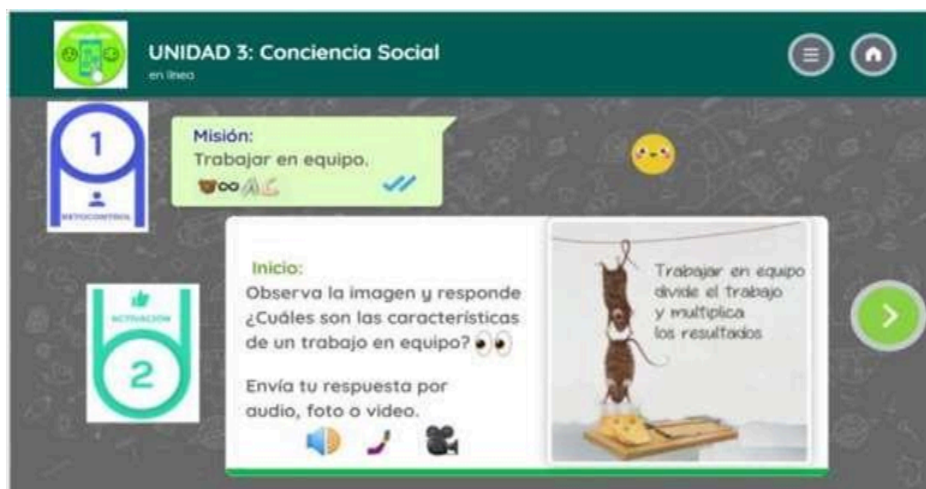 UNIDAD 3: Conciencia Social
en línea
1
RETOCONTROL
Misión:
Trabajar en equipo.
ACTIVACIÓN
2
Inicio:
Observa la imagen y responde
¿Cuáles son las características
de un trabajo en equipo?
Envía tu respuesta por
audio, foto o video.
Trabajar en equipo
divide el trabajo
y multiplica
los resultados